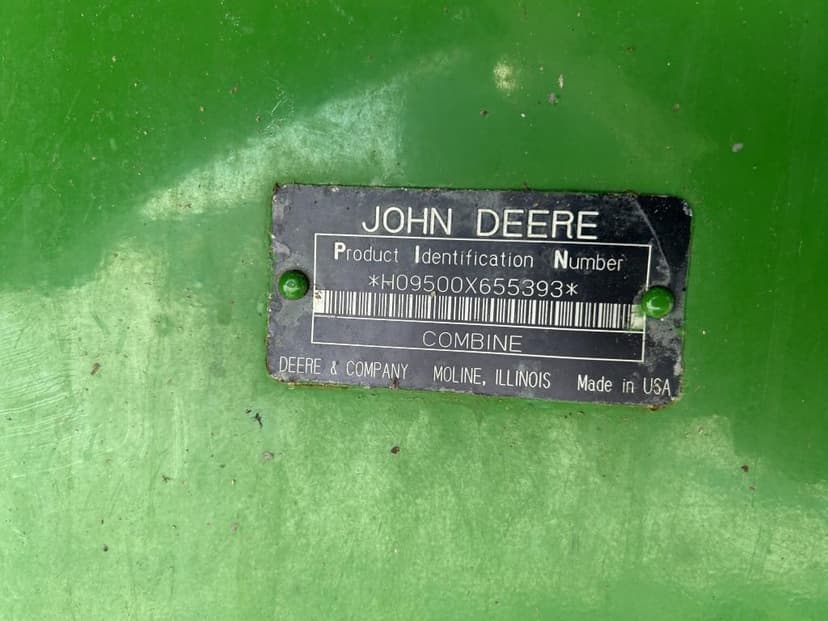 JOHN DEERE
Product Identification Number
*H09500X655393*
COMBINE
DEERE & COMPANY MOLINE, ILLINOIS Made in USA